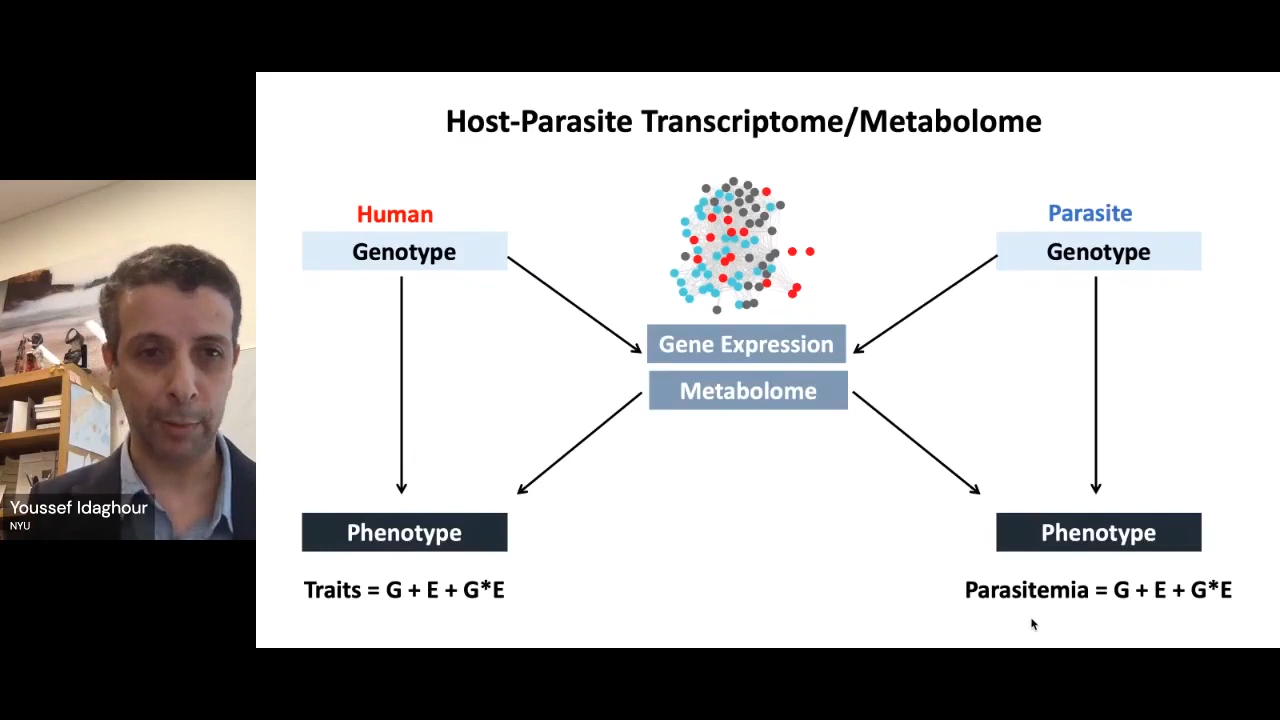 Host-Parasite Transcriptome/Metabolome
Human
Parasite
Genotype
Genotype
Gene Expression
Metabolome
Youssef Idaghour
NYU
Phenotype
Phenotype
Traits = G + E + G*E
Parasitemia = G + E + G*E